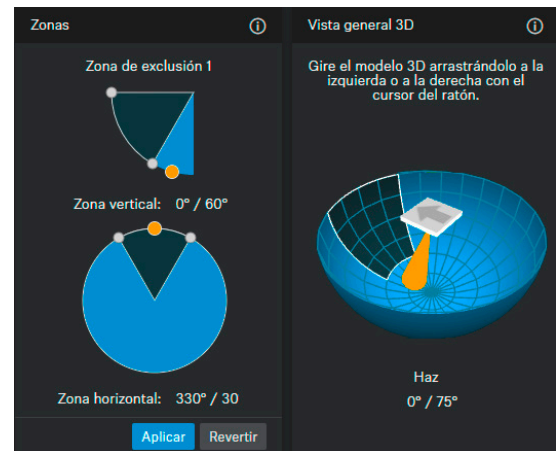 Zonas
Zona de exclusión 1
Zona vertical: 0° / 60°
Zona horizontal: 330° / 30
Aplicar
Revertir
Vista general 3D
Gire el modelo 3D arrastrándolo a la
izquierda o a la derecha con el
cursor del ratón.
Haz
0° / 75°